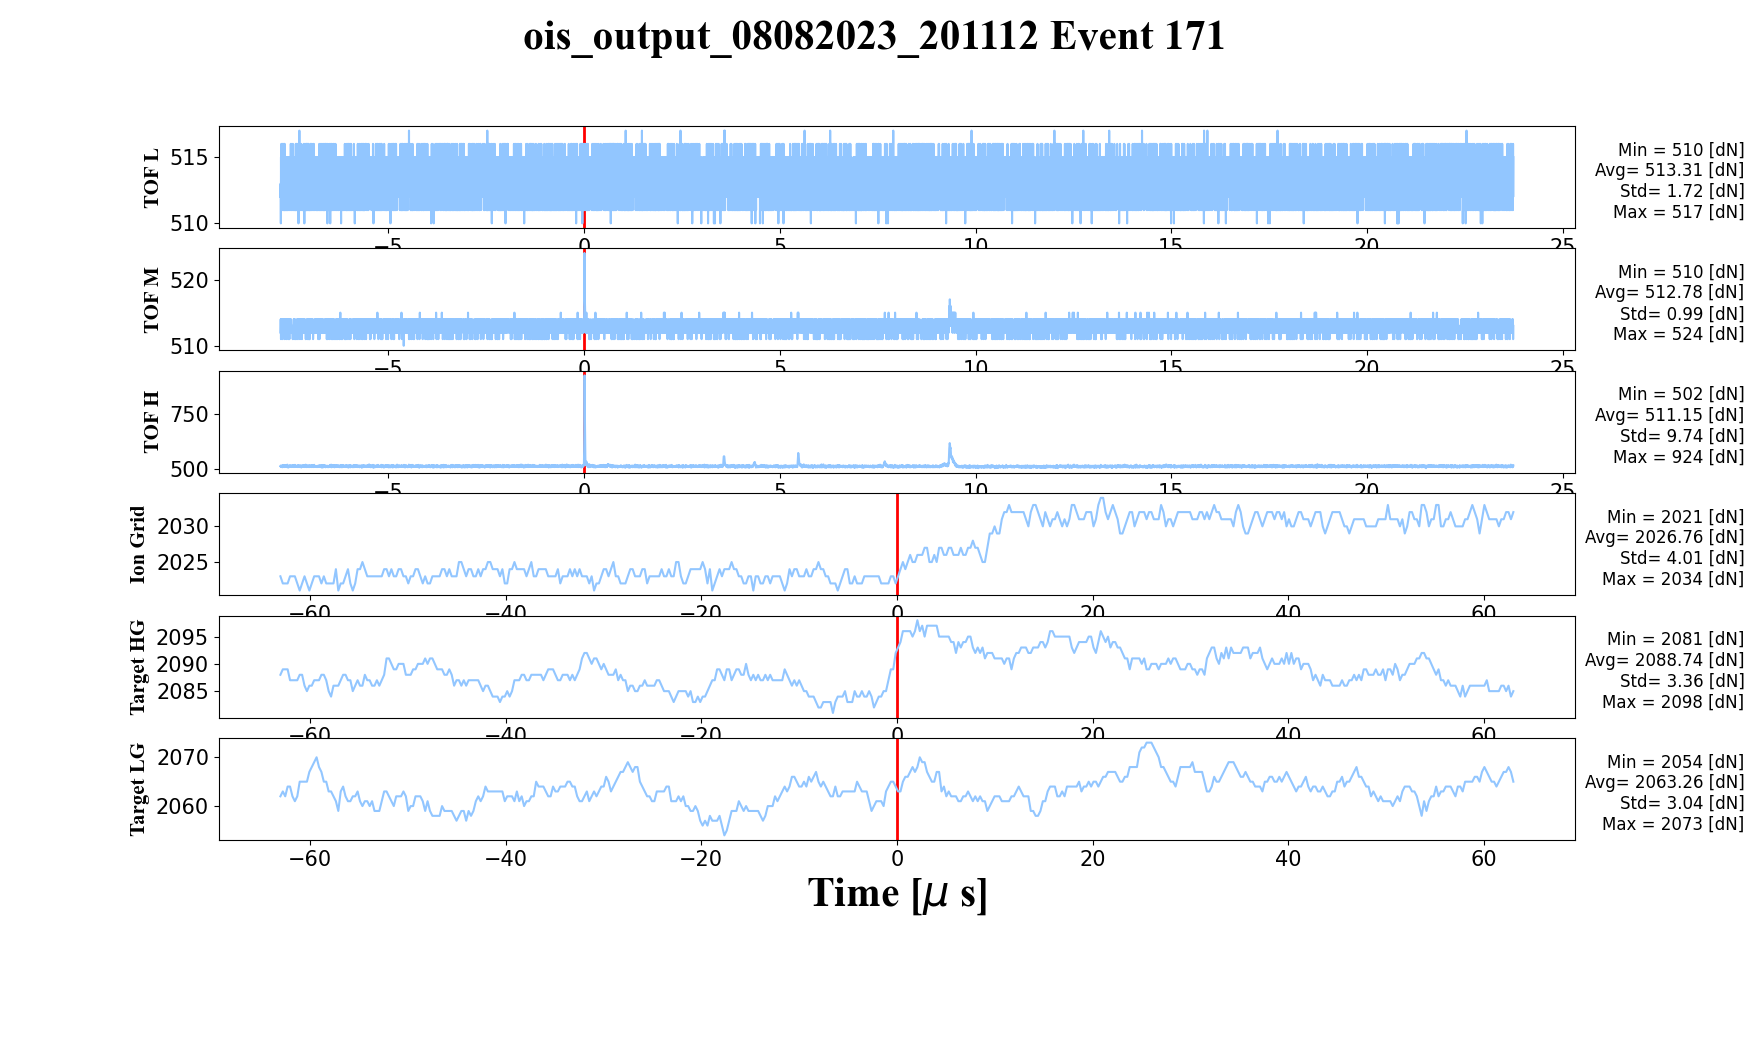 ois_output_08082023_201112 Event 171
TOF L
515
510
Min = 510 [dN]
Avg= 513.31 [dN]
Std= 1.72 [dN]
Max = 517 [dN]
−5 0 5 10 15 20 25
TOF M
520
510
Min = 510 [dN]
Avg= 512.78 [dN]
Std= 0.99 [dN]
Max = 524 [dN]
−5 0 5 10 15 20 25
TOF H
750
500
Min = 502 [dN]
Avg= 511.15 [dN]
Std= 9.74 [dN]
Max = 924 [dN]
−5 0 5 10 15 20 25
Ion Grid
2030
2025
Min = 2021 [dN]
Avg= 2026.76 [dN]
Std= 4.01 [dN]
Max = 2034 [dN]
−60 −40 −20 0 20 40 60
Target HG
2095
2090
2085
Min = 2081 [dN]
Avg= 2088.74 [dN]
Std= 3.36 [dN]
Max = 2098 [dN]
−60 −40 −20 0 20 40 60
Target LG
2070
2060
Min = 2054 [dN]
Avg= 2063.26 [dN]
Std= 3.04 [dN]
Max = 2073 [dN]
−60 −40 −20 0 20 40 60
Time [μ s]